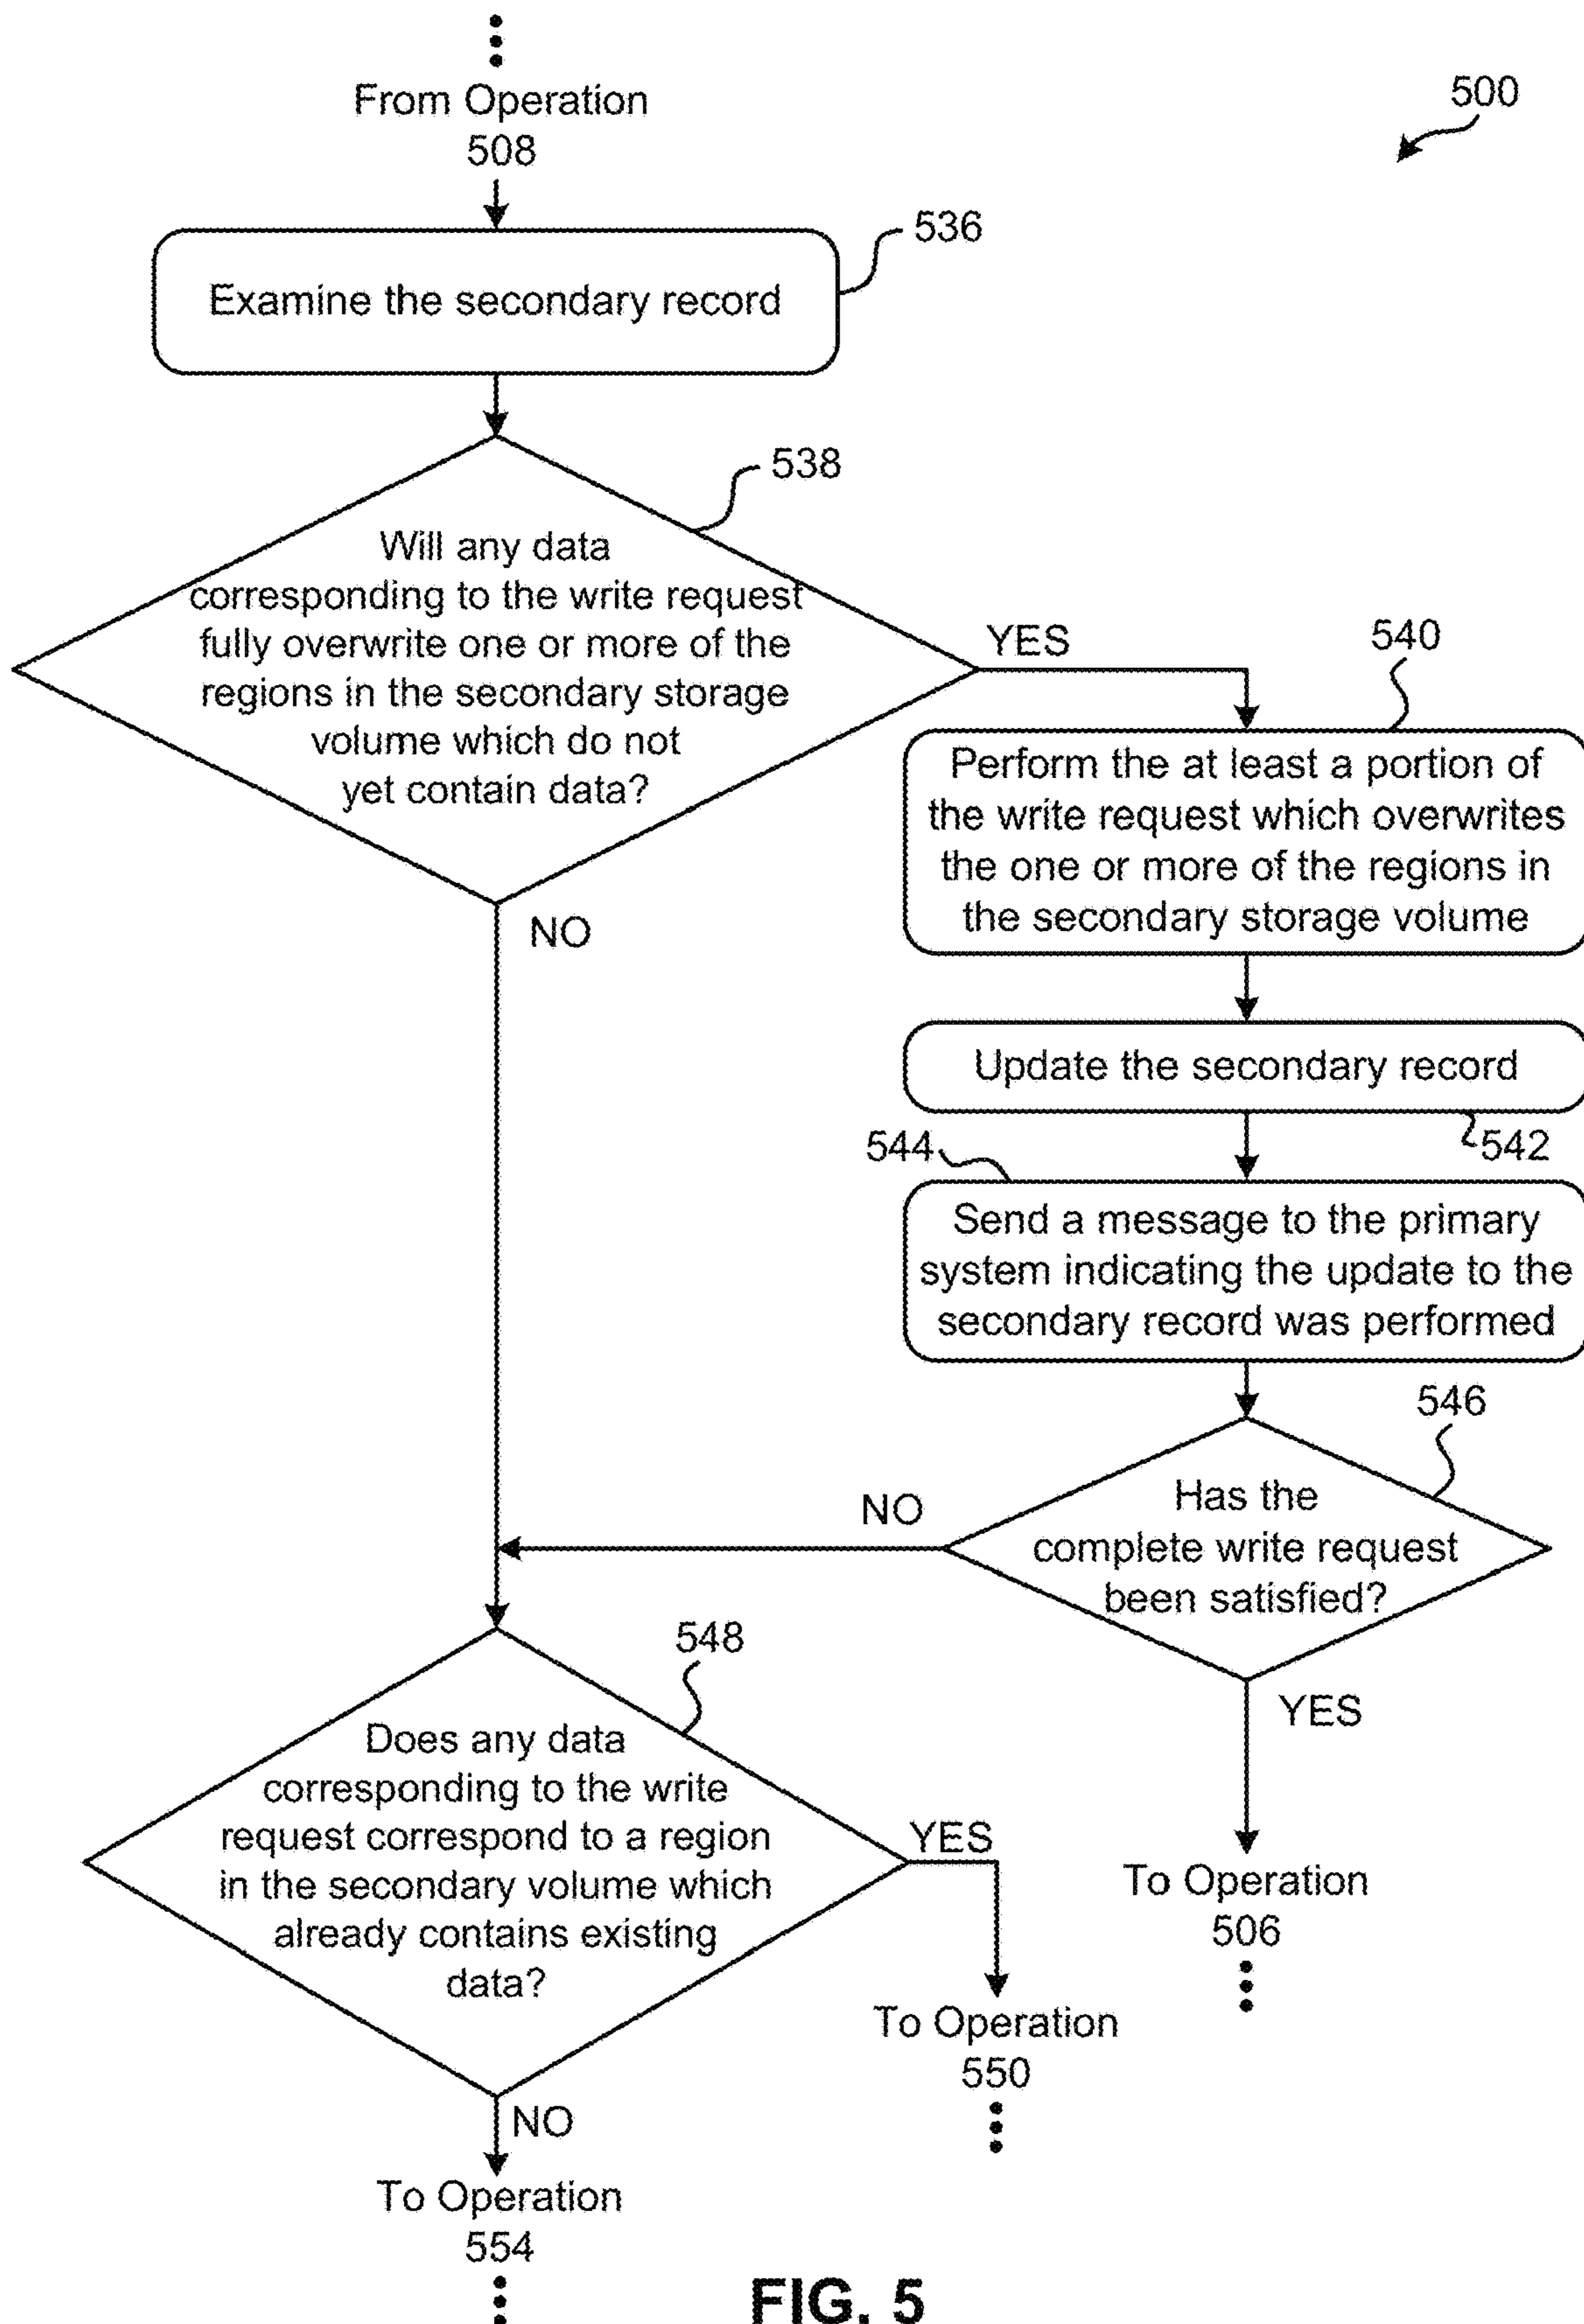 From Operation
508
500
Examine the secondary record
536
538
Will any data
corresponding to the write request
fully overwrite one or more of the
regions in the secondary storage
volume which do not
yet contain data?
YES
NO
540
Perform the at least a portion of
the write request which overwrites
the one or more of the regions in
the secondary storage volume
Update the secondary record
542
544
Send a message to the primary
system indicating the update to the
secondary record was performed
546
Has the
complete write request
been satisfied?
NO
YES
To Operation
506
548
Does any data
corresponding to the write
request correspond to a region
in the secondary volume which
already contains existing
data?
YES
To Operation
550
NO
To Operation
554
FIG. 5